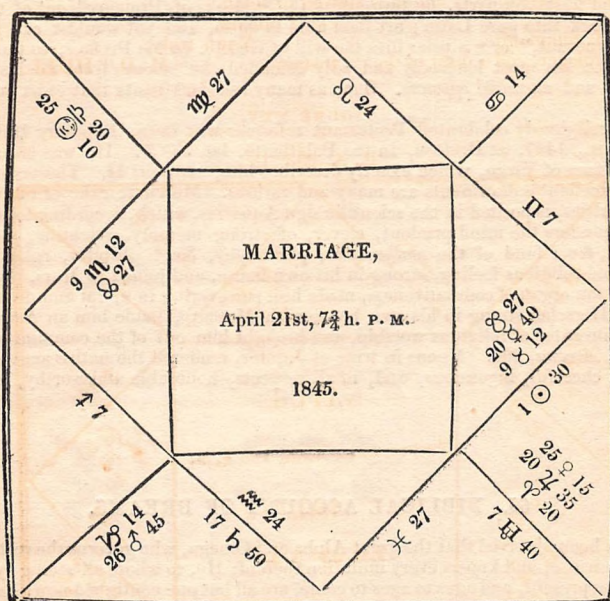 25 ☽ ♎ 20
10
♍ 27
♌ 24
♋ 14
♊ 7
☋ 27
20 ☿ 40
9 ♉ 12
1 ☉ 30
25 ♀ 15
20 ♃ 35
♈ 20
7 ♅ 40
♓ 27
♒ 24
17 ♄ 50
♑ 14
26 ♂ 45
♐ 7
9 ♏ 12
☊ 27
MARRIAGE,
April 21st, 7¾ h. P. M.
1845.